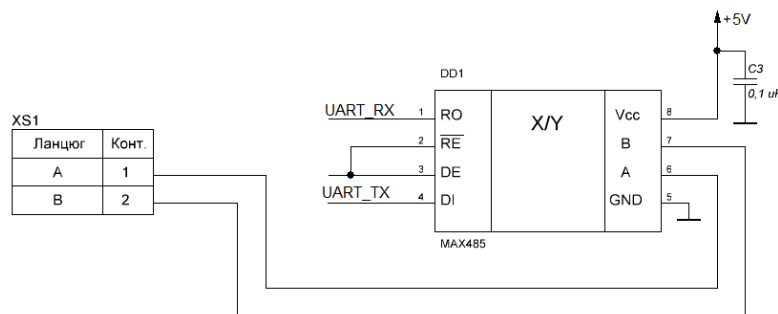 +5V
DD1
C3
0,1 uF
UART_RX
1
RO
X/Y
Vcc
8
XS1
2
RE
B
7
Ланцюг
Конт.
3
DE
A
6
A
1
UART_TX
4
DI
GND
5
B
2
MAX485